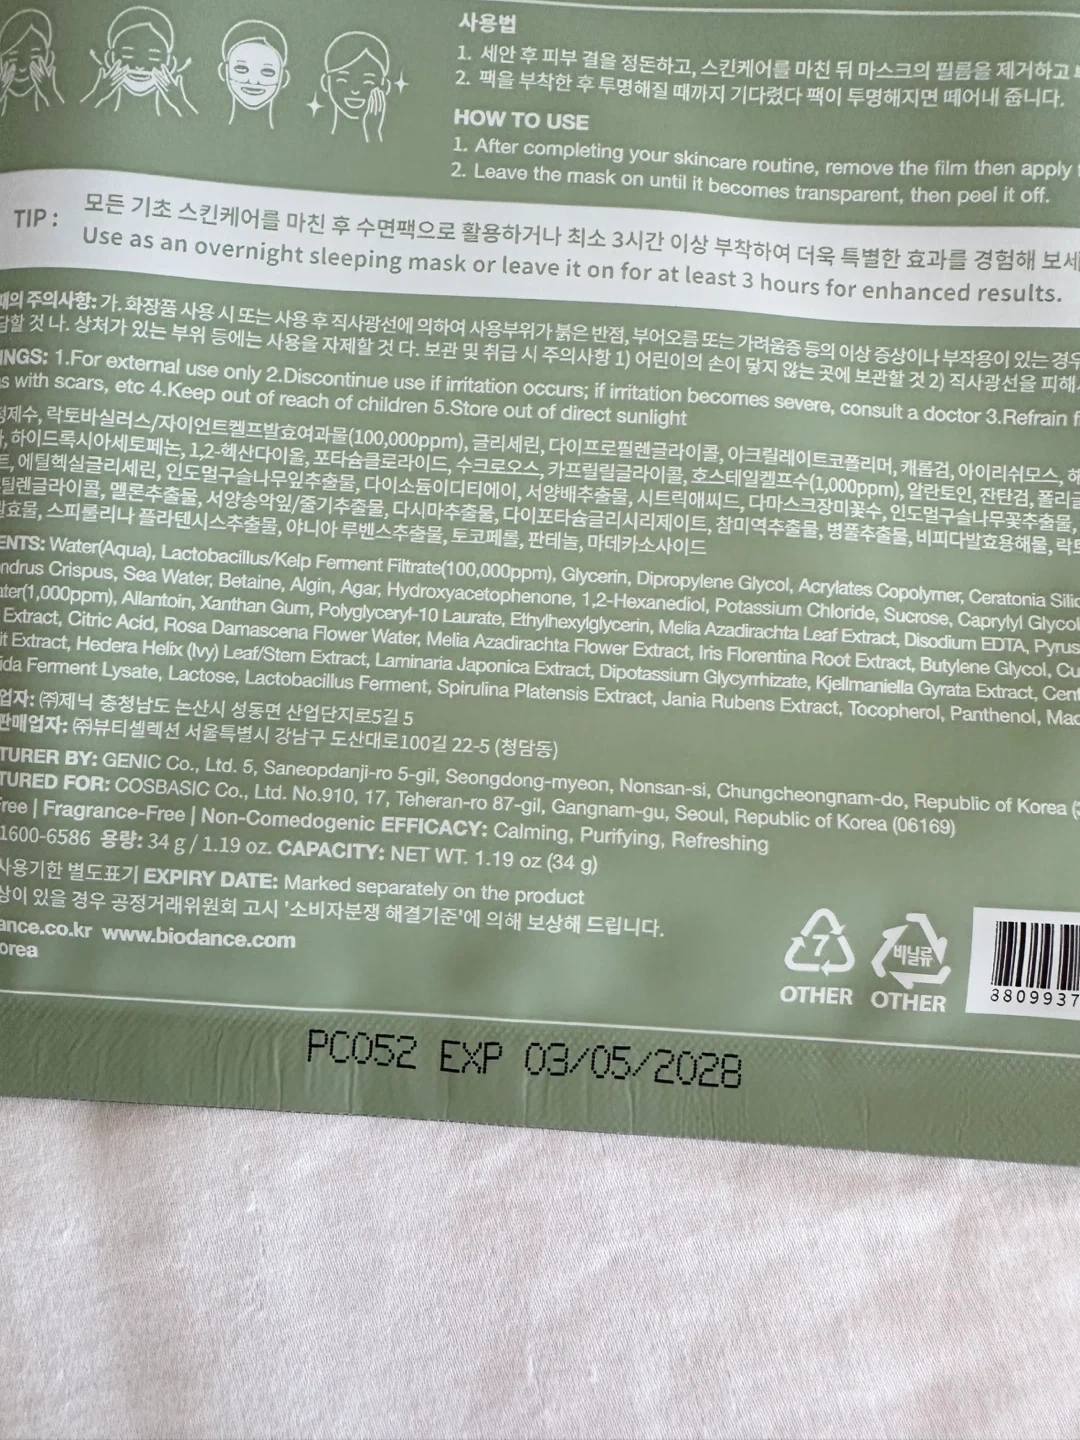 사용법
1. 세안 후 피부 결을 정돈하고, 스킨케어를 마친 뒤 마스크의 필름을 제거하고
2. 팩을 부착한 후 투명해질 때까지 기다렸다 팩이 투명해지면 떼어내 줍니다.
HOW TO USE
1. After completing your skincare routine, remove the film then apply
2. Leave the mask on until it becomes transparent, then peel it off.
TIP : 모든 기초 스킨케어를 마친 후 수면팩으로 활용하거나 최소 3시간 이상 부착하여 더욱 특별한 효과를 경험해 보세
Use as an overnight sleeping mask or leave it on for at least 3 hours for enhanced results.
때의 주의사항: 가. 화장품 사용 시 또는 사용 후 직사광선에 의하여 사용부위가 붉은 반점, 부어오름 또는 가려움증 등의 이상 증상이나 부작용이 있는 경우
담할 것 나. 상처가 있는 부위 등에는 사용을 자제할 것 다. 보관 및 취급 시 주의사항 1) 어린이의 손이 닿지 않는 곳에 보관할 것 2) 직사광선을 피해
INGS: 1.For external use only 2.Discontinue use if irritation occurs; if irritation becomes severe, consult a doctor 3.Refrain
s with scars, etc 4.Keep out of reach of children 5.Store out of direct sunlight
정제수, 락토바실러스/자이언트켈프발효여과물(100,000ppm), 글리세린, 다이프로필렌글라이콜, 아크릴레이트코폴리머, 캐롭검, 아이리쉬모스, 해
하이드록시아세토페논, 1,2-헥산다이올, 포타슘클로라이드, 수크로오스, 카프릴릴글라이콜, 호스테일켈프수(1,000ppm), 알란토인, 잔탄검, 폴리글
트, 에틸헥실글리세린, 인도멀구슬나무잎추출물, 다이소듐이디티에이, 서양배추출물, 시트릭애씨드, 다마스크장미꽃수, 인도멀구슬나무꽃추출물,
틸렌글라이콜, 멜론추출물, 서양송악잎/줄기추출물, 다시마추출물, 다이포타슘글리시리제이트, 참미역추출물, 병풀추출물, 비피다발효용해물, 락토
발효물, 스피룰리나 플라텐시스추출물, 야니아 루벤스추출물, 토코페롤, 판테놀, 마데카소사이드
ENTS: Water(Aqua), Lactobacillus/Kelp Ferment Filtrate(100,000ppm), Glycerin, Dipropylene Glycol, Acrylates Copolymer, Ceratonia Silic
ndrus Crispus, Sea Water, Betaine, Algin, Agar, Hydroxyacetophenone, 1,2-Hexanediol, Potassium Chloride, Sucrose, Caprylyl Glycol
ater(1,000ppm), Allantoin, Xanthan Gum, Polyglyceryl-10 Laurate, Ethylhexylglycerin, Melia Azadirachta Leaf Extract, Disodium EDTA, Pyrus
Extract, Citric Acid, Rosa Damascena Flower Water, Melia Azadirachta Flower Extract, Iris Florentina Root Extract, Butylene Glycol, Cu
it Extract, Hedera Helix (Ivy) Leaf/Stem Extract, Laminaria Japonica Extract, Dipotassium Glycyrrhizate, Kjellmaniella Gyrata Extract, Cent
ida Ferment Lysate, Lactose, Lactobacillus Ferment, Spirulina Platensis Extract, Jania Rubens Extract, Tocopherol, Panthenol, Mad
업자: ㈜제닉 충청남도 논산시 성동면 산업단지로5길 5
판매업자: ㈜뷰티셀렉션 서울특별시 강남구 도산대로100길 22-5 (청담동)
TURER BY: GENIC Co., Ltd. 5, Saneopdanji-ro 5-gil, Seongdong-myeon, Nonsan-si, Chungcheongnam-do, Republic of Korea
TURED FOR: COSBASIC Co., Ltd. No.910, 17, Teheran-ro 87-gil, Gangnam-gu, Seoul, Republic of Korea (06169)
Free | Fragrance-Free | Non-Comedogenic EFFICACY: Calming, Purifying, Refreshing
1600-6586 용량: 34 g / 1.19 oz. CAPACITY: NET WT. 1.19 oz (34 g)
사용기한 별도표기 EXPIRY DATE: Marked separately on the product
상이 있을 경우 공정거래위원회 고시 '소비자분쟁 해결기준'에 의해 보상해 드립니다.
ance.co.kr www.biodance.com
orea
7 OTHER
비닐류 OTHER
8809937
PC052 EXP 03/05/2028